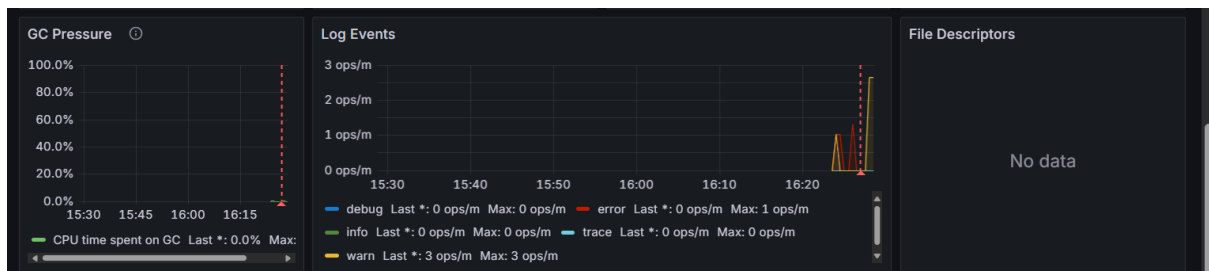 GC Pressure
100.0%
80.0%
60.0%
40.0%
20.0%
0.0%
15:30 15:45 16:00 16:15
CPU time spent on GC Last *: 0.0% Max:
Log Events
3 ops/m
2 ops/m
1 ops/m
0 ops/m
15:30 15:40 15:50 16:00 16:10 16:20
debug Last *: 0 ops/m Max: 0 ops/m error Last *: 0 ops/m Max: 1 ops/m
info Last *: 0 ops/m Max: 0 ops/m trace Last *: 0 ops/m Max: 0 ops/m
warn Last *: 3 ops/m Max: 3 ops/m
File Descriptors
No data